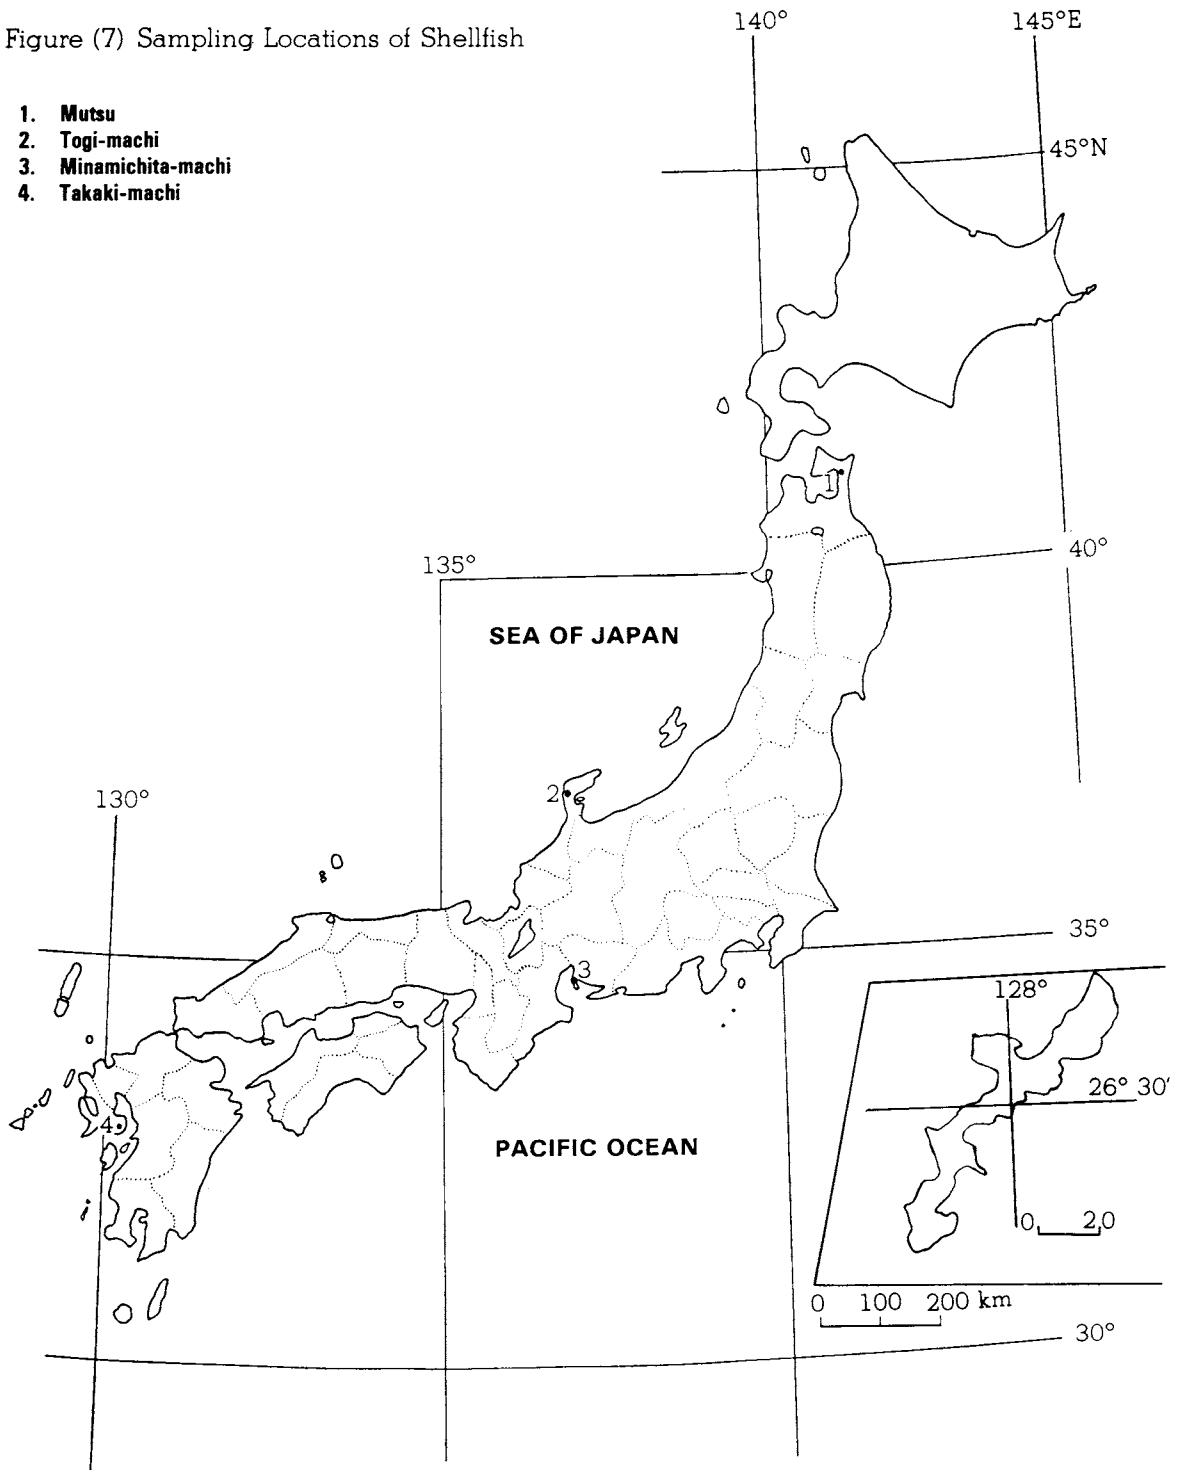 140°
145°E
Figure (7) Sampling Locations of Shellfish
1. Mutsu
2. Togi-machi
3. Minamichita-machi
4. Takaki-machi
45°N
1
40°
135°
SEA OF JAPAN
2
130°
35°
3
128°
26° 30′
4
PACIFIC OCEAN
0 20
0 100 200 km
30°